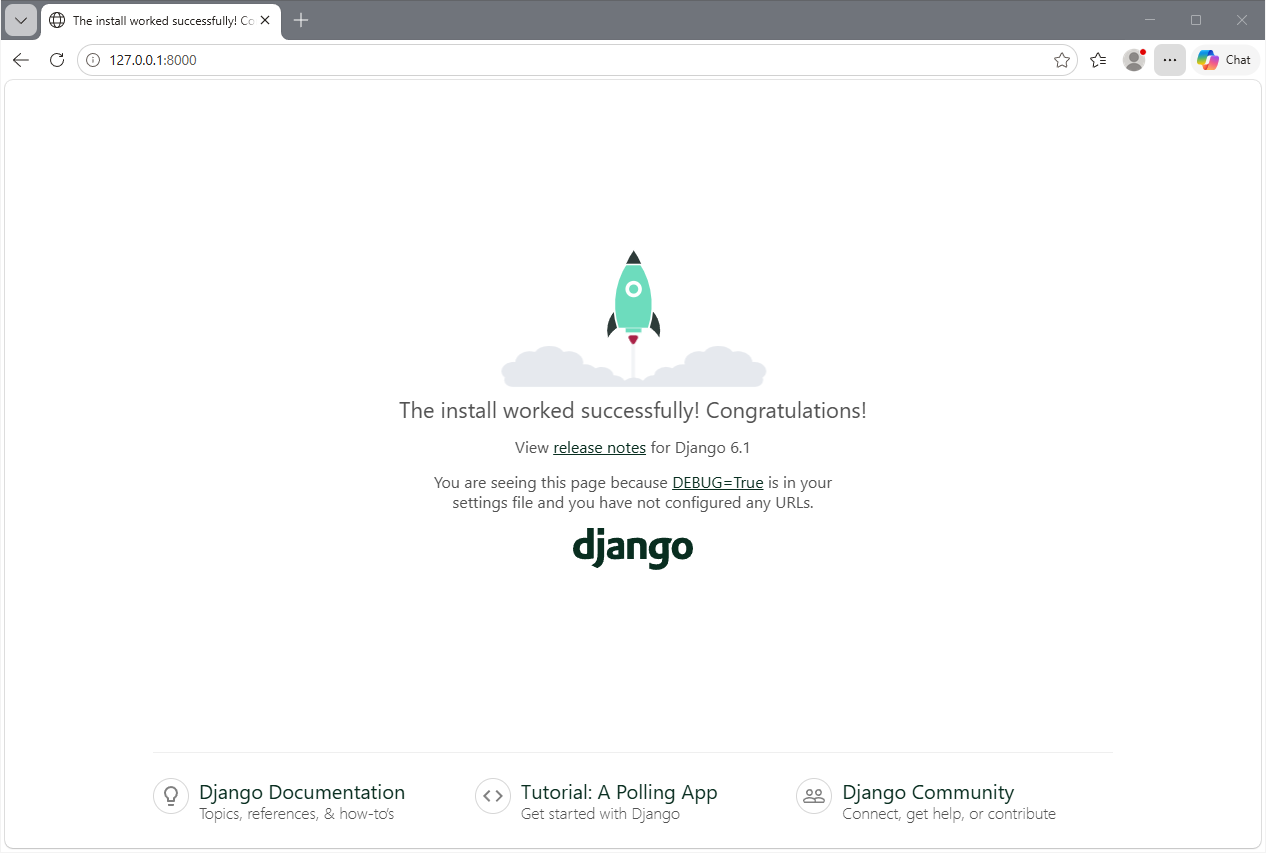 The install worked successfully! Co
127.0.0.1:8000
Chat
The install worked successfully! Congratulations!
View release notes for Django 6.1
You are seeing this page because DEBUG=True is in your
settings file and you have not configured any URLs.
django
Django Documentation
Topics, references, & how-to's
Tutorial: A Polling App
Get started with Django
Django Community
Connect, get help, or contribute